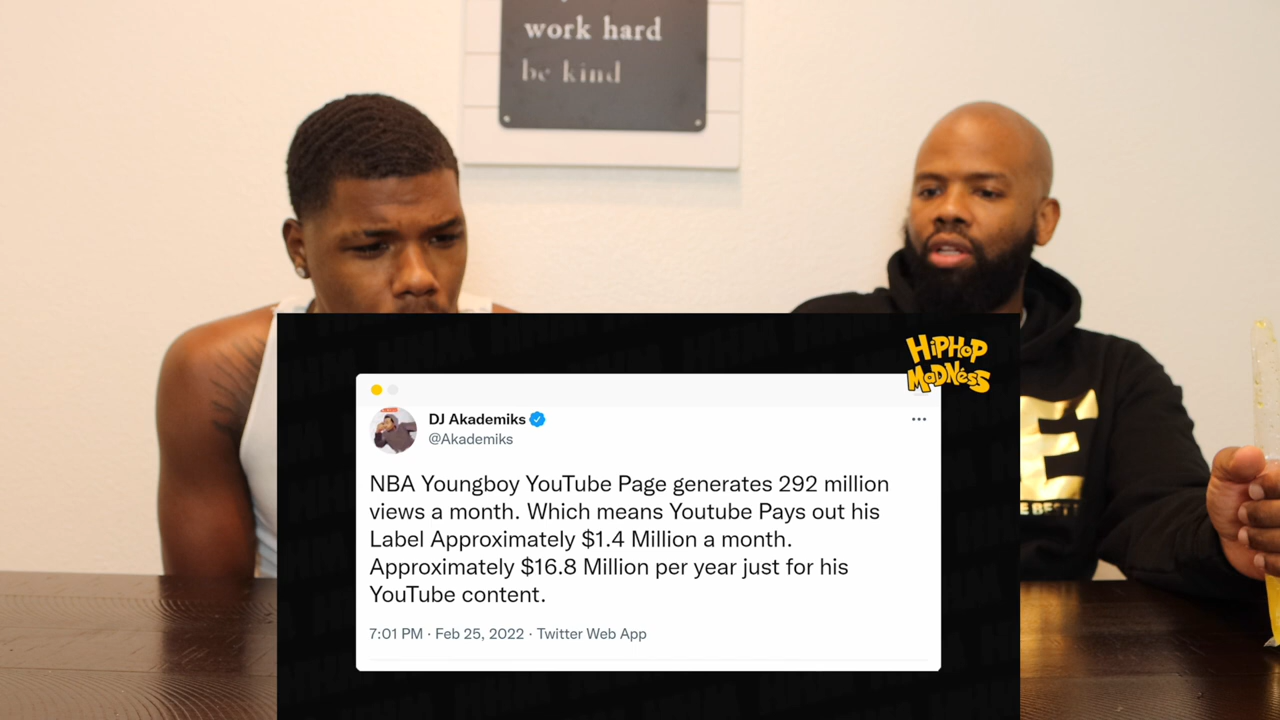 work hard
be kind
HiPHOP
MADNESS
DJ Akademiks
@Akademiks
NBA Youngboy YouTube Page generates 292 million
views a month. Which means Youtube Pays out his
Label Approximately $1.4 Million a month.
Approximately $16.8 Million per year just for his
YouTube content.
7:01 PM · Feb 25, 2022 · Twitter Web App
E
E BEST